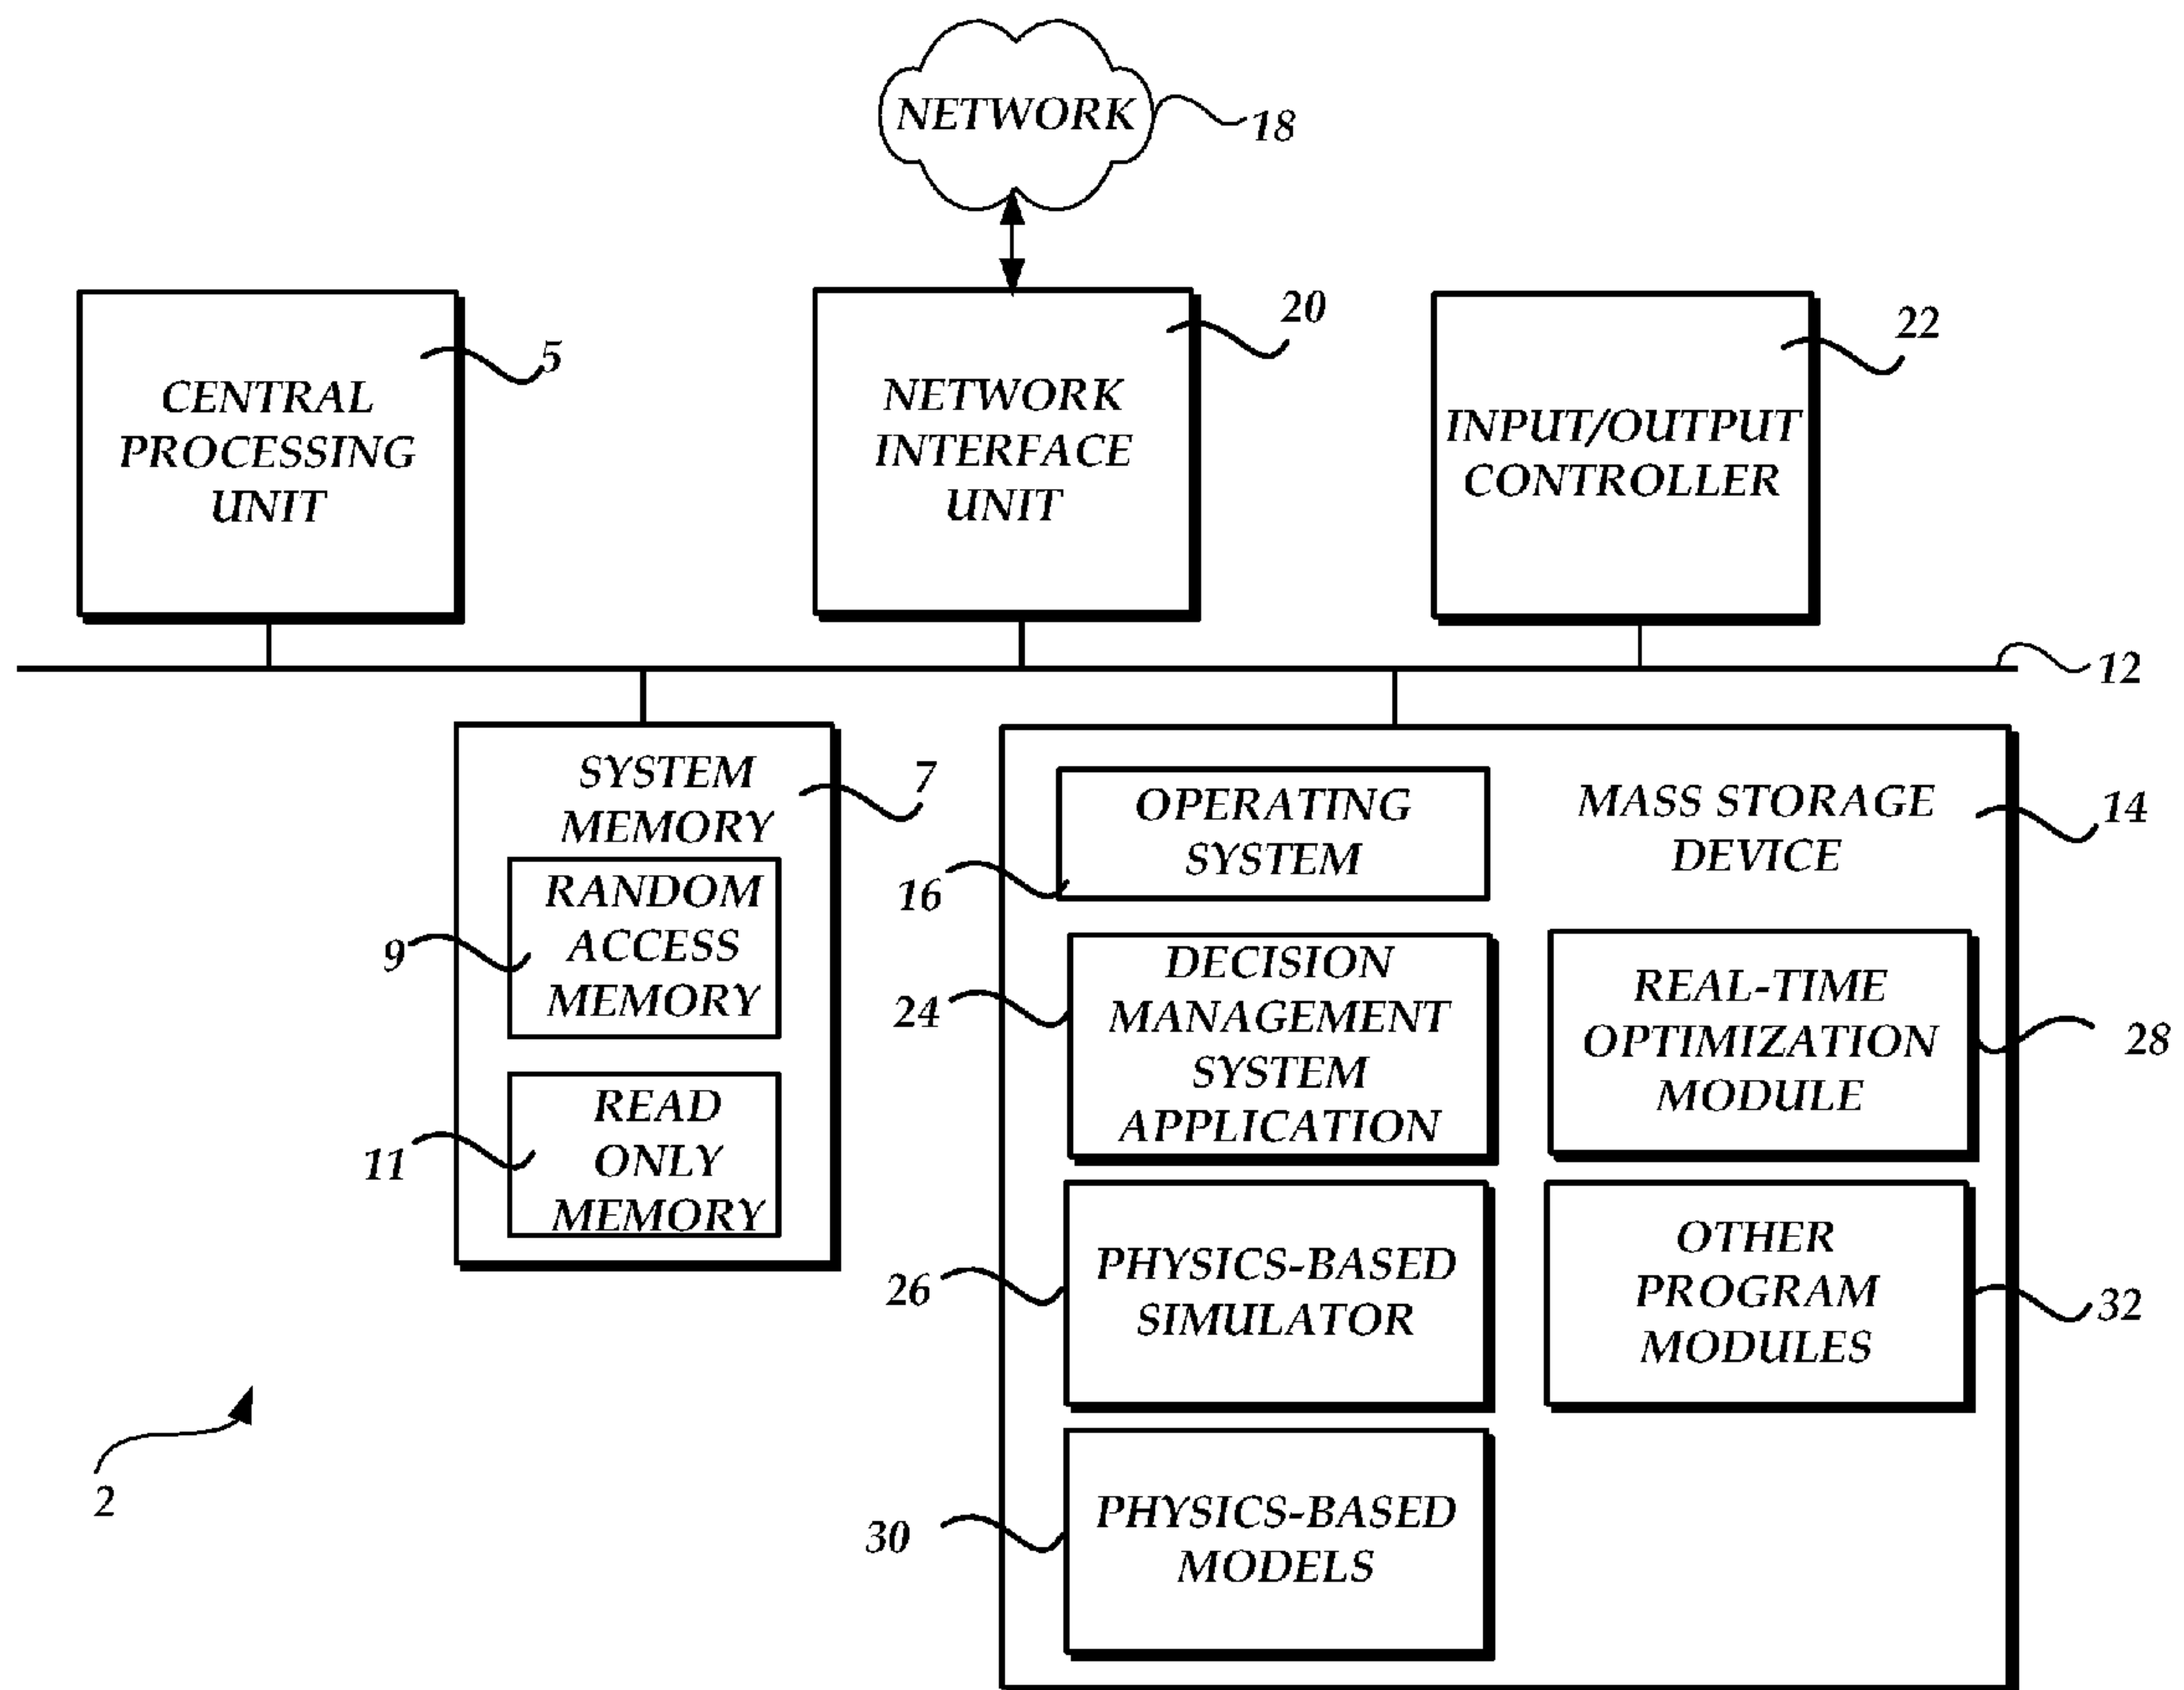 NETWORK
18
CENTRAL
PROCESSING
UNIT
5
NETWORK
INTERFACE
UNIT
20
INPUT/OUTPUT
CONTROLLER
22
12
SYSTEM
MEMORY
7
RANDOM
ACCESS
MEMORY
9
READ
ONLY
MEMORY
11
MASS STORAGE
DEVICE
14
OPERATING
SYSTEM
16
DECISION
MANAGEMENT
SYSTEM
APPLICATION
24
REAL-TIME
OPTIMIZATION
MODULE
28
PHYSICS-BASED
SIMULATOR
26
OTHER
PROGRAM
MODULES
32
PHYSICS-BASED
MODELS
30
2